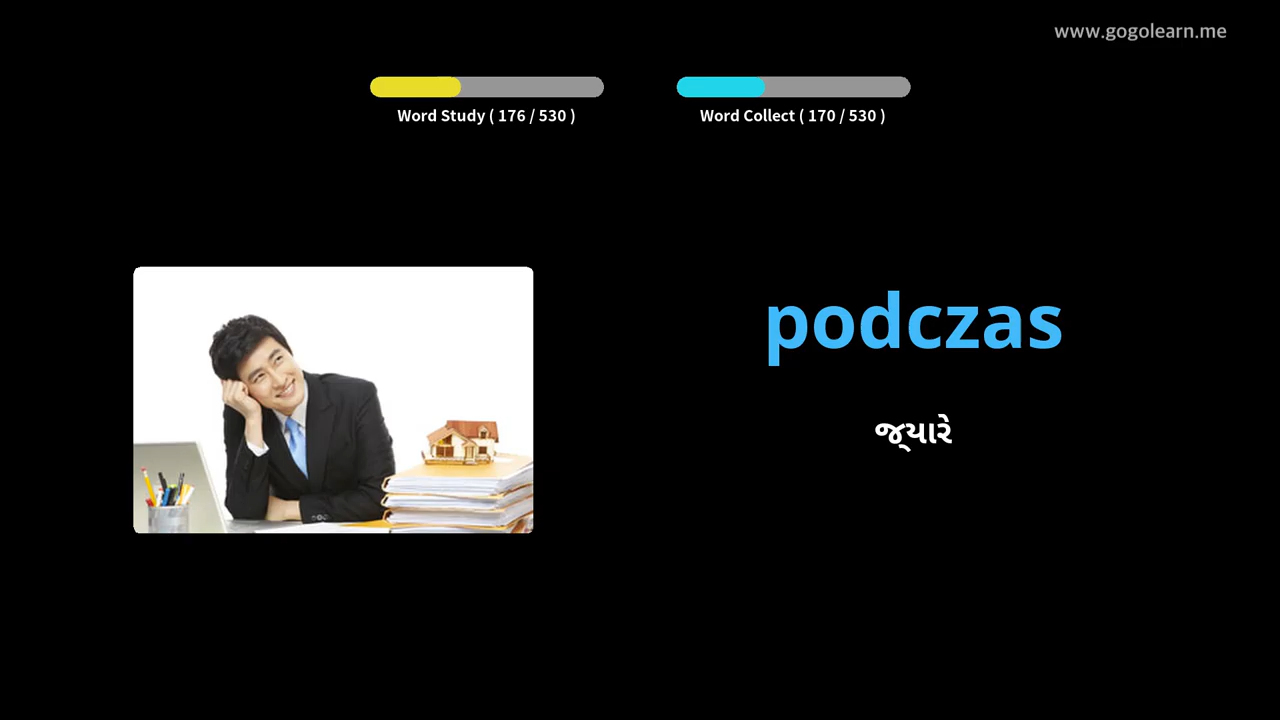 www.gogolearn.me
Word Study ( 176 / 530 )
Word Collect ( 170 / 530 )
podczas
જ્યારે